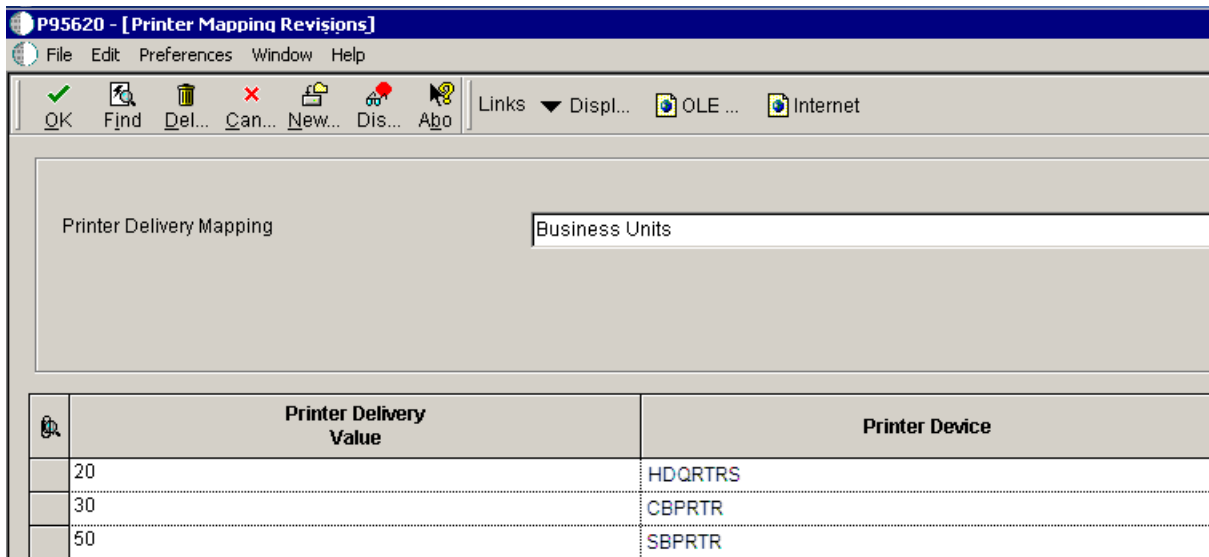 P95620 - [Printer Mapping Revisions]
File Edit Preferences Window Help
OK Find Del... Can... New... Dis... Abo Links Displ... OLE ... Internet
Printer Delivery Mapping Business Units
Printer Delivery Value Printer Device
20 HDQRTRS
30 CBPRTR
50 SBPRTR